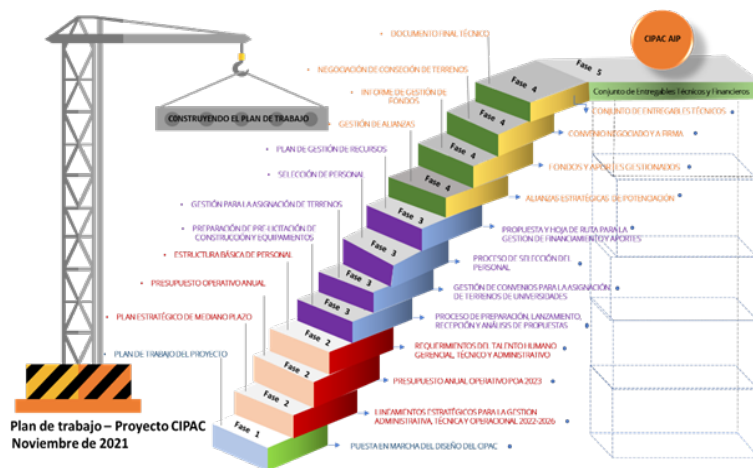 CIPAC AIP
DOCUMENTO FINAL TÉCNICO
Fase 4
Fase 5
NEGOCIACIÓN DE CONSECIÓN DE TERRENOS
Conjunto de Entregables Técnicos y Financieros
INFORME DE GESTIÓN DE
FONDOS
Fase 4
CONJUNTO DE ENTREGABLES TÉCNICOS
CONSTRUYENDO EL PLAN DE TRABAJO
GESTIÓN DE ALIANZAS
Fase 4
CONVENIO NEGOCIADO Y A FIRMA
PLAN DE GESTIÓN DE RECURSOS
Fase 4
FONDOS Y APORTES GESTIONADOS
SELECCIÓN DE PERSONAL
ALIANZAS ESTRATÉGICAS DE POTENCIACIÓN
GESTIÓN PARA LA ASIGNACIÓN DE TERRENOS
Fase 3
PROPUESTA Y HOJA DE RUTA PARA LA
GESTION DE FINANCIAMIENTO Y APORTES
PREPARACIÓN DE PRE-LICITACIÓN DE
CONSTRUCCIÓN Y EQUIPAMIENTOS
Fase 3
PROCESO DE SELECCIÓN DEL
PERSONAL
ESTRUCTURA BÁSICA DE PERSONAL
Fase 3
GESTIÓN DE CONVENIOS PARA LA ASIGNACIÓN
DE TERRENOS DE UNIVERSIDADES
PRESUPUESTO OPERATIVO ANUAL
Fase 3
PROCESO DE PREPARACIÓN, LANZAMIENTO,
RECEPCIÓN Y ANÁLISIS DE PROPUESTAS
PLAN ESTRATÉGICO DE MEDIANO PLAZO
Fase 2
REQUERIMIENTOS DEL TALENTO HUMANO
GERENCIAL, TÉCNICO Y ADMINISTRATIVO
PLAN DE TRABAJO DEL PROYECTO
Fase 2
PRESUPUESTO ANUAL OPERATIVO POA 2023
Fase 2
LINEAMIENTOS ESTRATÉGICOS PARA LA GESTION
ADMINISTRATIVA, TÉCNICA Y OPERACIONAL 2022-2026
Fase 1
PUESTA EN MARCHA DEL DISEÑO DEL CIPAC
Plan de trabajo – Proyecto CIPAC
Noviembre de 2021